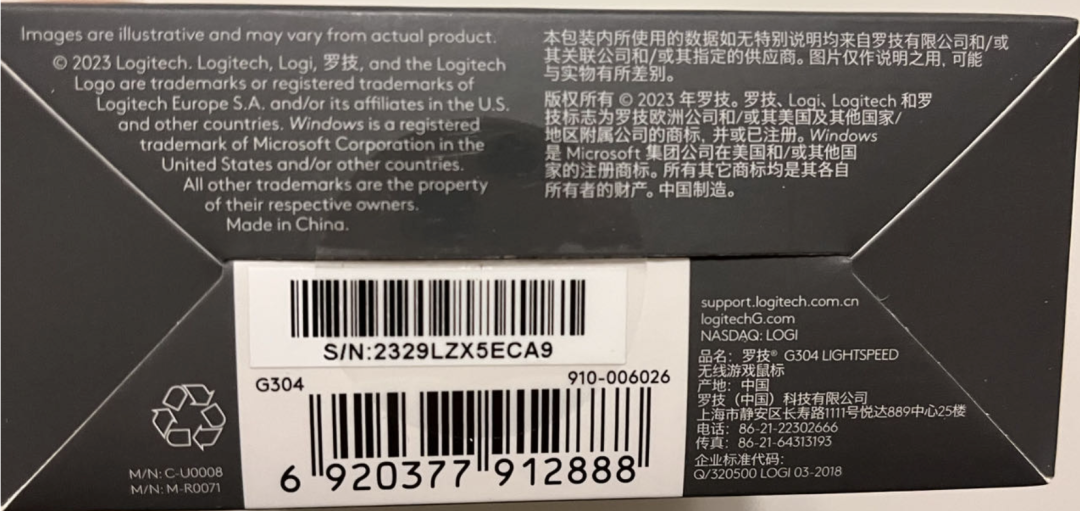 Images are illustrative and may vary from actual product.
© 2023 Logitech. Logitech, Logi, 罗技, and the Logitech
Logo are trademarks or registered trademarks of
Logitech Europe S.A. and/or its affiliates in the U.S.
and other countries. Windows is a registered
trademark of Microsoft Corporation in the
United States and/or other countries.
All other trademarks are the property
of their respective owners.
Made in China.
本包装内所使用的数据如无特别说明均来自罗技有限公司和/或
其关联公司和/或其指定的供应商。图片仅作说明之用, 可能
与实物有所差别。
版权所有 © 2023 年罗技。罗技、Logi、Logitech 和罗
技标志为罗技欧洲公司和/或其美国及其他国家/
地区附属公司的商标, 并或已注册。Windows
是 Microsoft 集团公司在美国和/或其他国
家的注册商标。所有其它商标均是其各自
所有者的财产。中国制造。
S/N:2329LZX5ECA9
G304 910-006026
6 920377 912888
M/N: C-U0008
M/N: M-R0071
support.logitech.com.cn
logitechG.com
NASDAQ: LOGI
品名: 罗技® G304 LIGHTSPEED
无线游戏鼠标
产地: 中国
罗技（中国）科技有限公司
上海市静安区长寿路1111号悦达889中心25楼
电话: 86-21-22302666
传真: 86-21-64313193
企业标准代码:
Q/320500 LOGI 03-2018